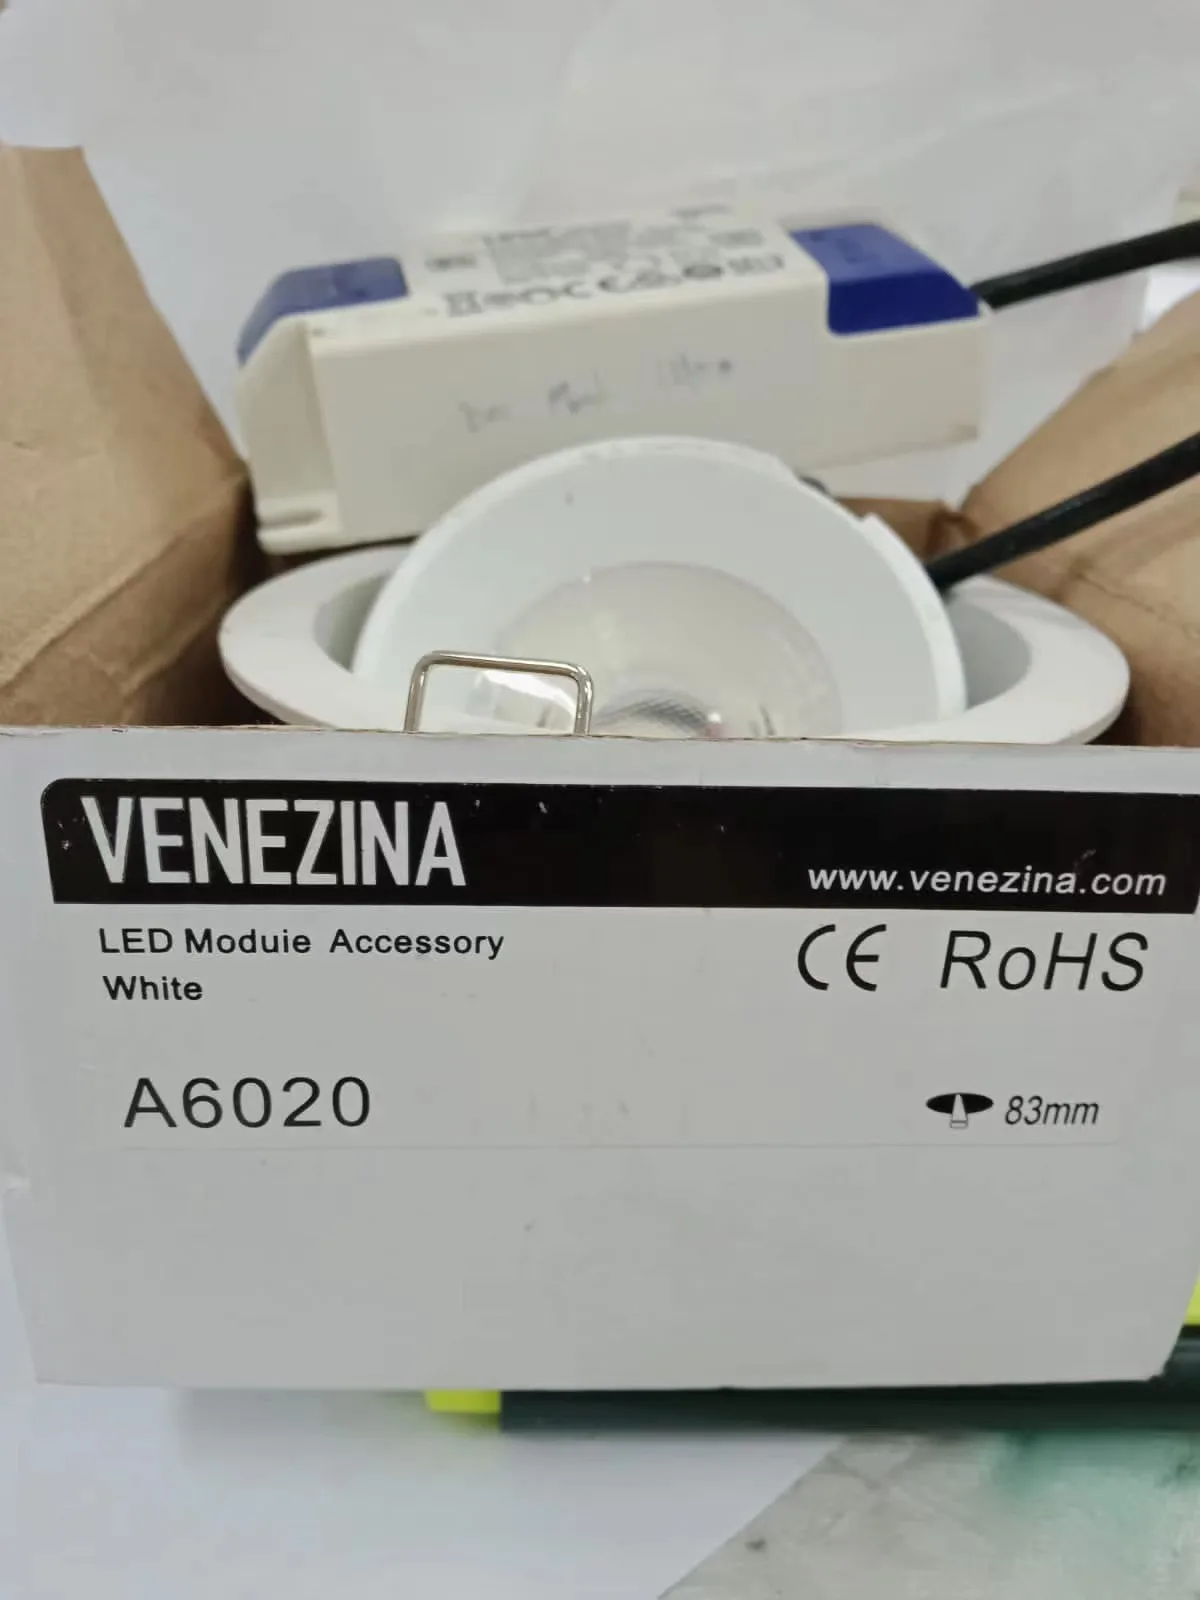 VENEZINA
www.venezina.com
LED Moduie Accessory
CE RoHS
White
A6020
83mm